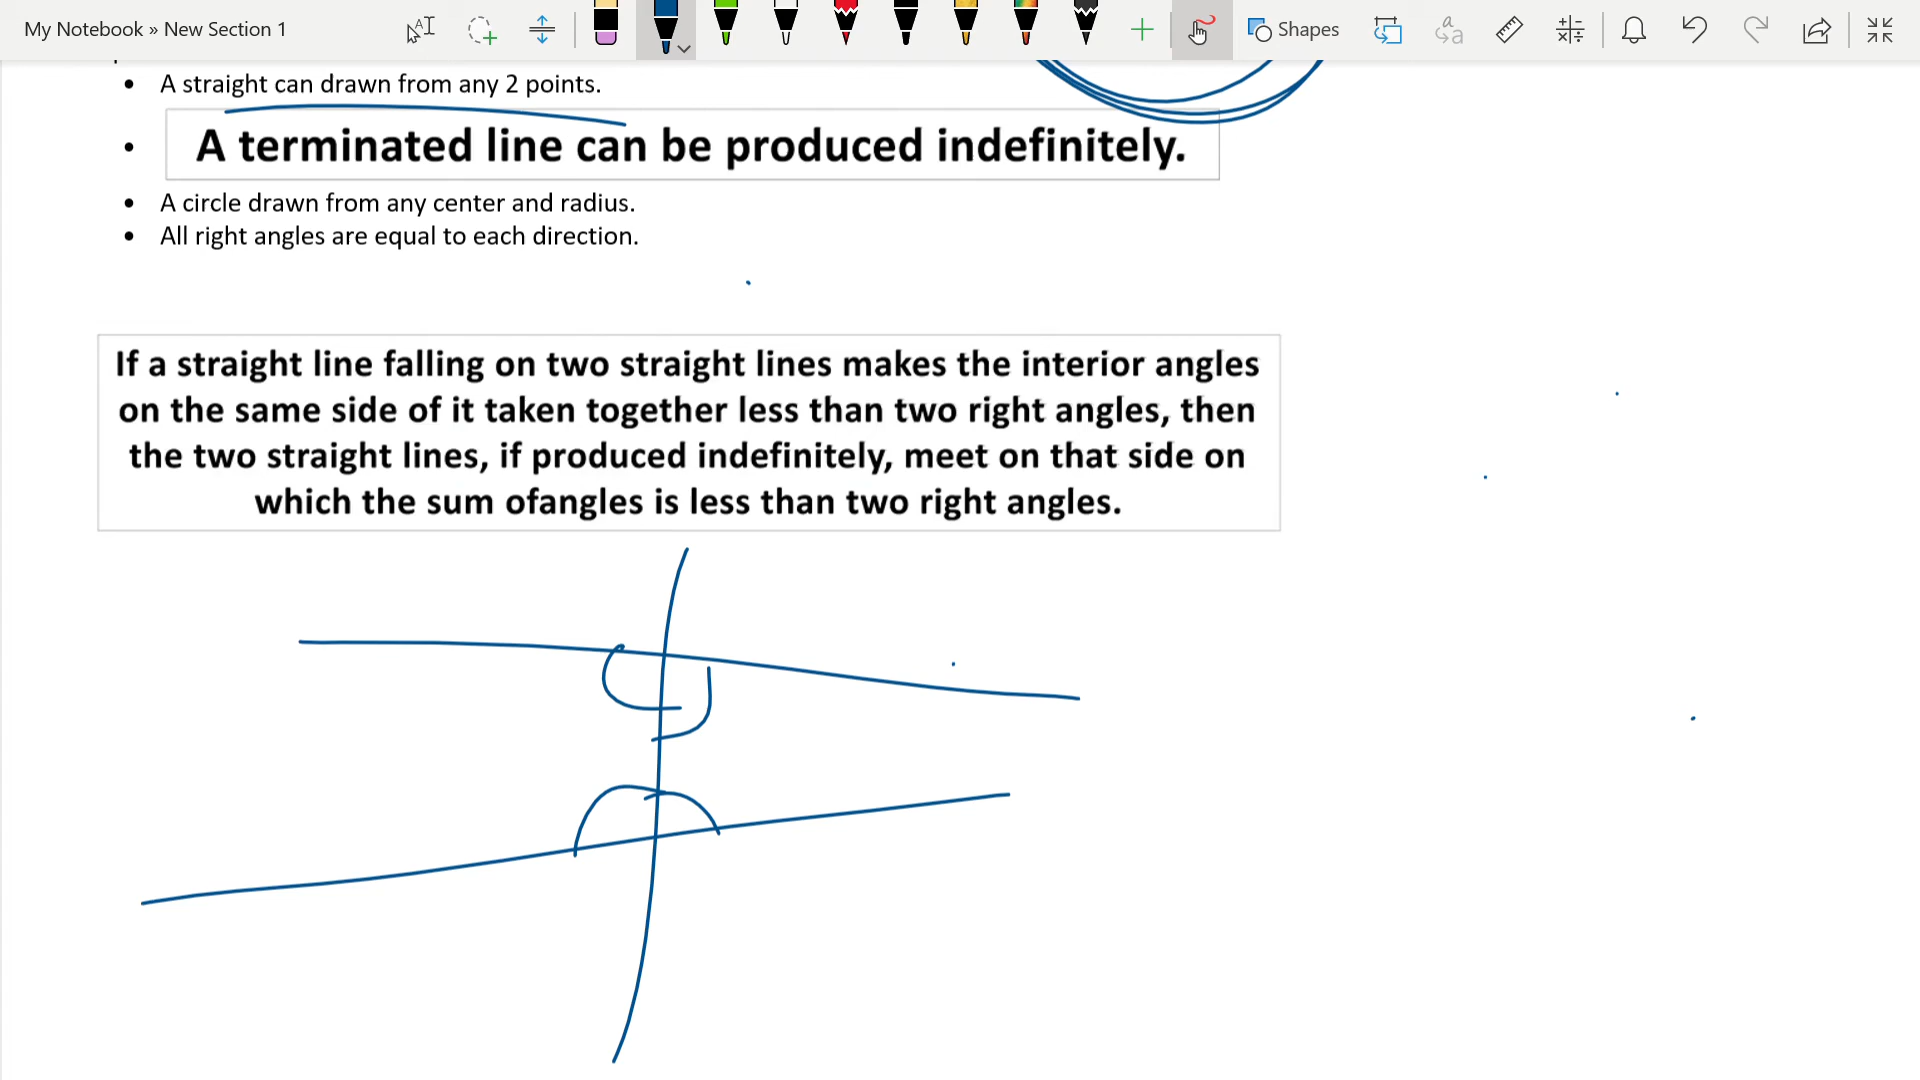 My Notebook » New Section 1
Shapes
• A straight can drawn from any 2 points.
• A terminated line can be produced indefinitely.
• A circle drawn from any center and radius.
• All right angles are equal to each direction.
If a straight line falling on two straight lines makes the interior angles
on the same side of it taken together less than two right angles, then
the two straight lines, if produced indefinitely, meet on that side on
which the sum ofangles is less than two right angles.